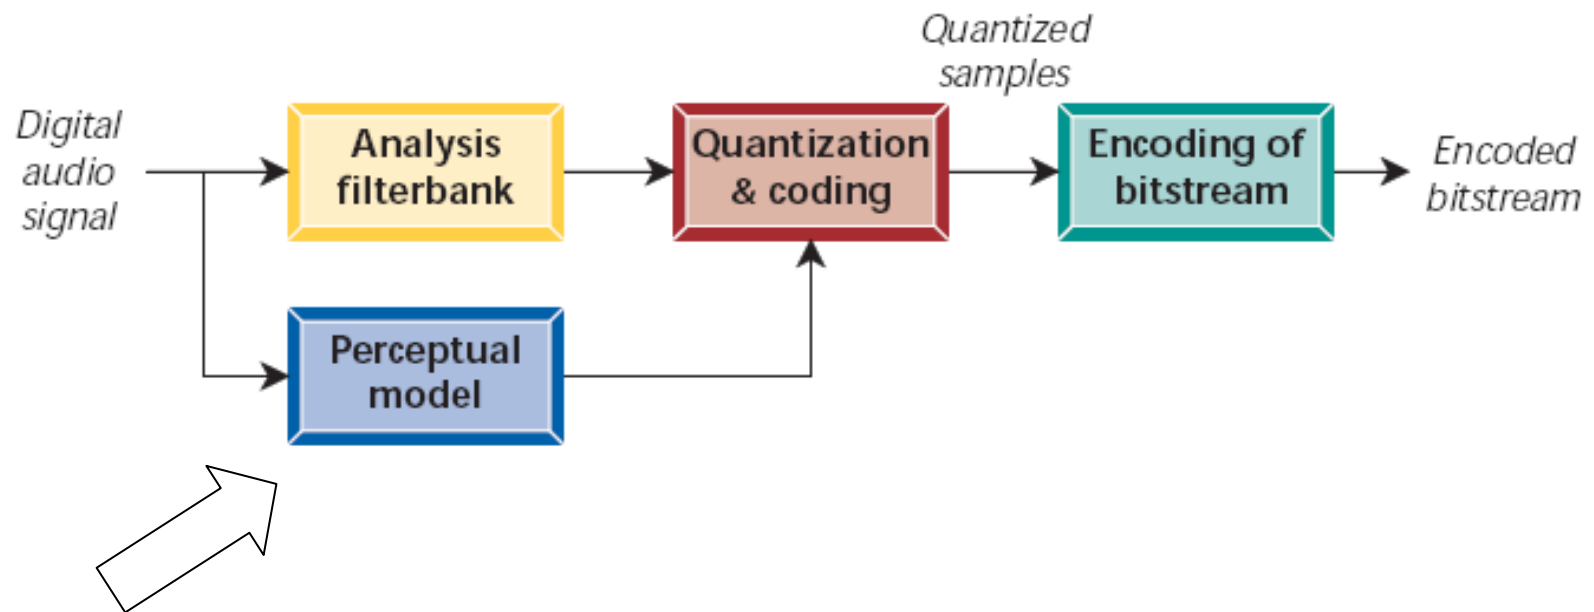 Digital
audio
signal
Analysis
filterbank
Quantization
& coding
Quantized
samples
Encoding of
bitstream
Encoded
bitstream
Perceptual
model